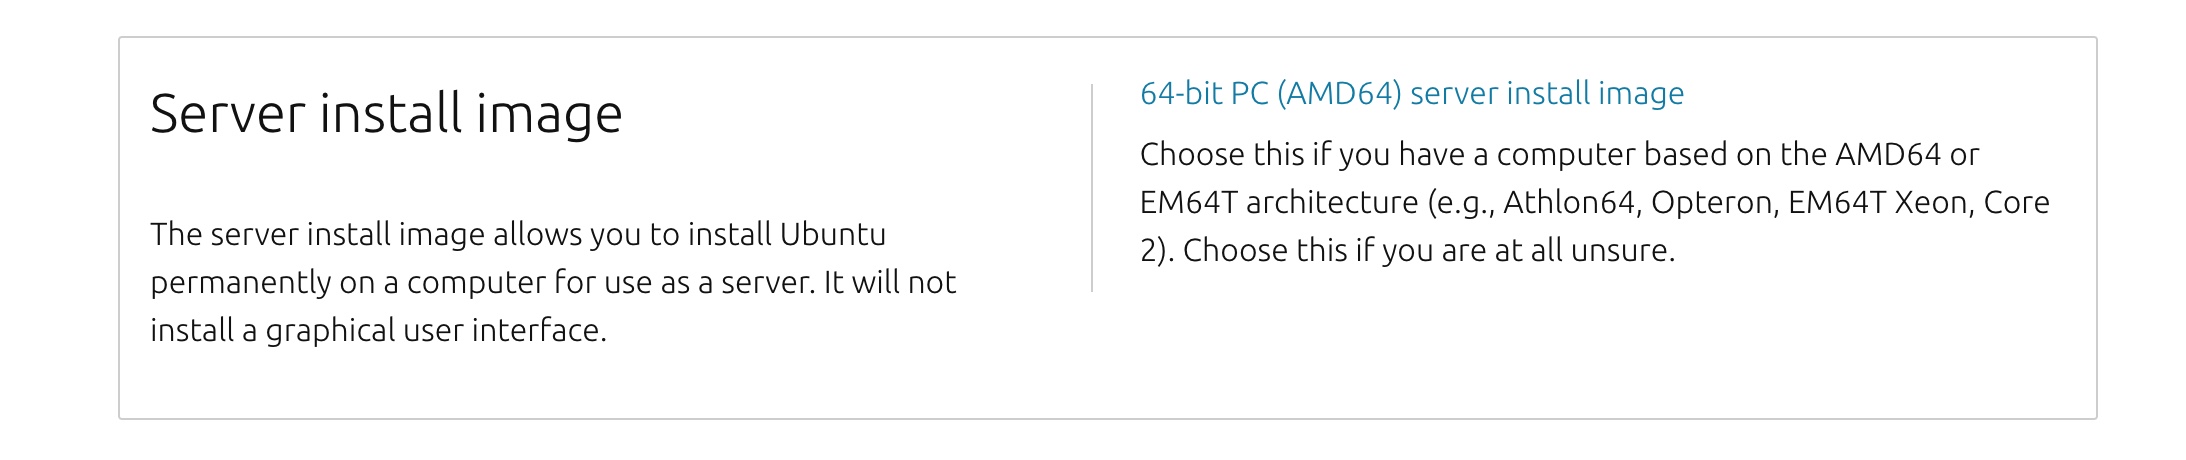 Server install image
The server install image allows you to install Ubuntu
permanently on a computer for use as a server. It will not
install a graphical user interface.
64-bit PC (AMD64) server install image
Choose this if you have a computer based on the AMD64 or
EM64T architecture (e.g., Athlon64, Opteron, EM64T Xeon, Core
2). Choose this if you are at all unsure.